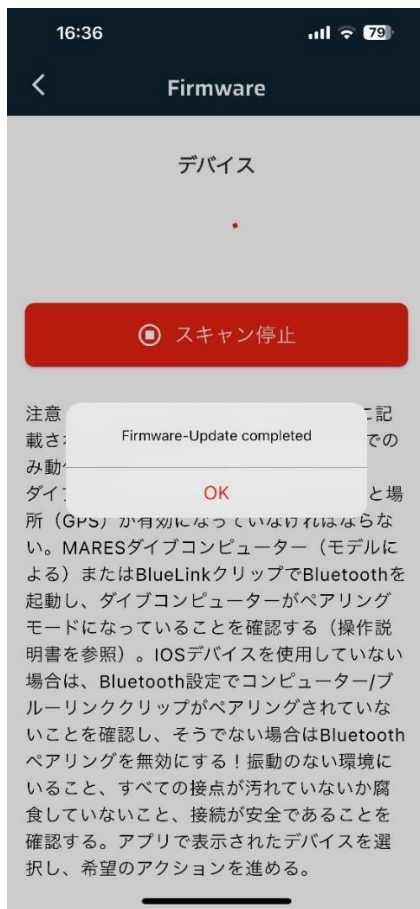 16:36
79
Firmware
デバイス
スキャン停止
注意
記
載さ
での
み動
Firmware-Update completed
ダイ
と場
OK
所（GPS）が有効になっていなければならな
い。MARESダイブコンピューター（モデルに
よる）またはBlueLinkクリップでBluetoothを
起動し、ダイブコンピューターがペアリング
モードになっていることを確認する（操作説
明書を参照）。IOSデバイスを使用していない
場合は、Bluetooth設定でコンピューター/ブ
ルーリンククリップがペアリングされていな
いことを確認し、そうでない場合はBluetooth
ペアリングを無効にする！振動のない環境に
いること、すべての接点が汚れていないか腐
食していないこと、接続が安全であることを
確認する。アプリで表示されたデバイスを選
択し、希望のアクションを進める。